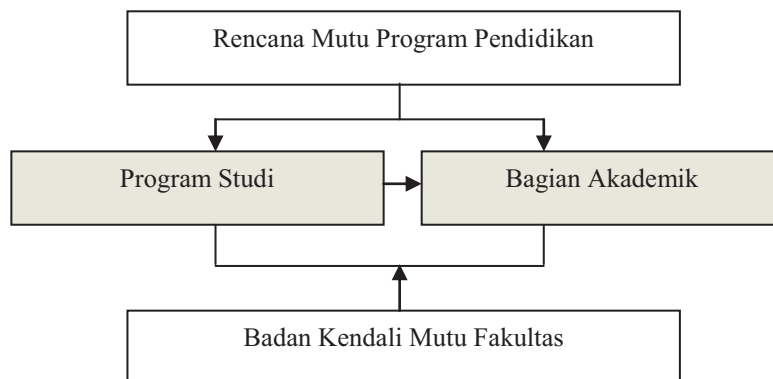 Rencana Mutu Program Pendidikan
Program Studi
Bagian Akademik
Badan Kendali Mutu Fakultas